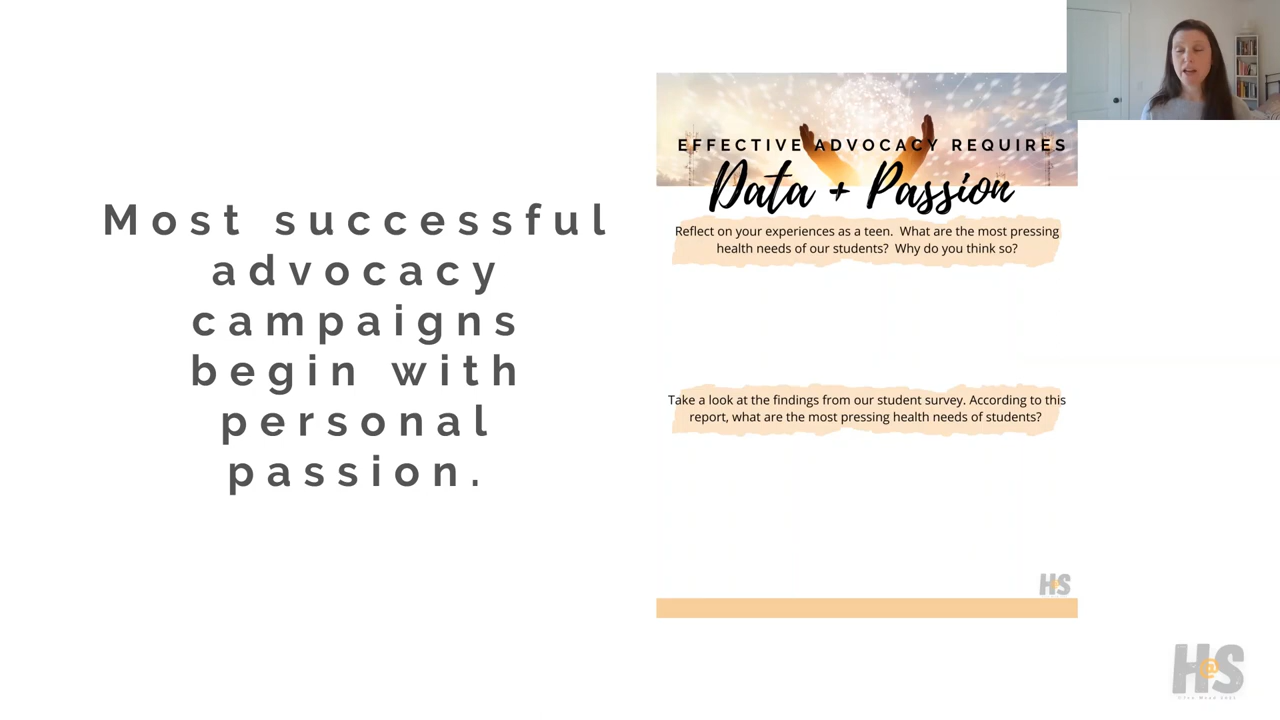 Most successful
advocacy
campaigns
begin with
personal
passion.
EFFECTIVE ADVOCACY REQUIRES
Data + Passion
Reflect on your experiences as a teen. What are the most pressing
health needs of our students? Why do you think so?
Take a look at the findings from our student survey. According to this
report, what are the most pressing health needs of students?
HS
H@S